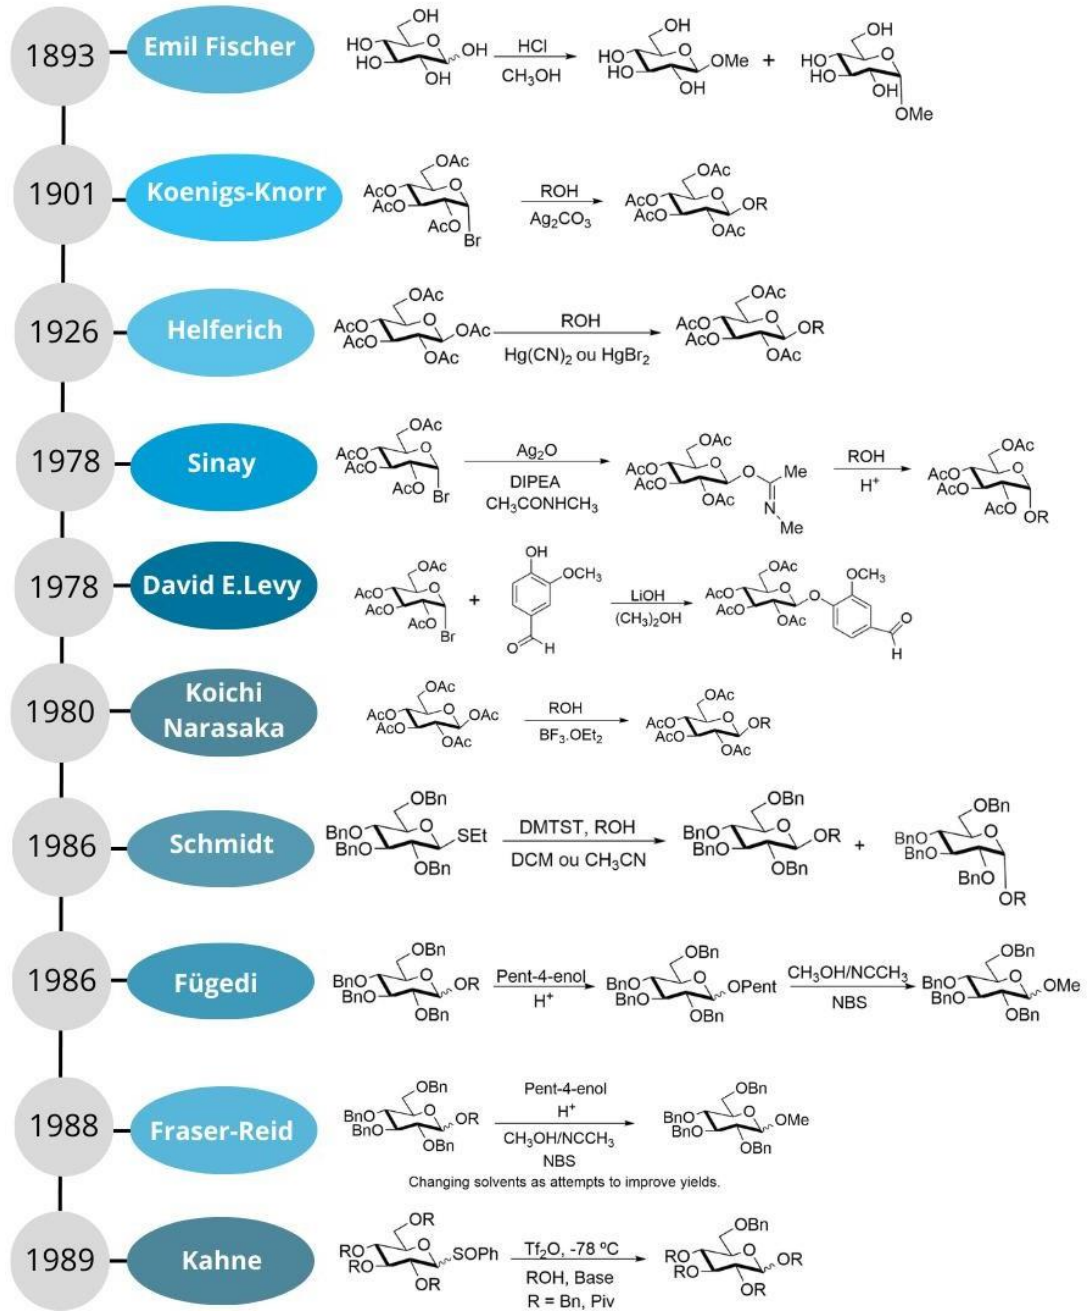 1893
Emil Fischer
OH
HO
HO
O
OH
OH
HCl
CH₃OH
OH
HO
HO
O
OMe
OH
+
OH
HO
HO
O
OH
OMe
1901
Koenigs-Knorr
OAc
AcO
AcO
O
AcO
Br
ROH
Ag₂CO₃
OAc
AcO
AcO
O
OR
OAc
1926
Helferich
OAc
AcO
AcO
O
OAc
OAc
ROH
Hg(CN)₂ ou HgBr₂
OAc
AcO
AcO
O
OR
OAc
1978
Sinay
OAc
AcO
AcO
O
AcO
Br
Ag₂O
DIPEA
CH₃CONHCH₃
OAc
AcO
AcO
O
OAc
O
Me
N
Me
ROH
H⁺
OAc
AcO
AcO
O
AcO
OR
1978
David E.Levy
OAc
AcO
AcO
O
AcO
Br
+
OH
OCH₃
O
H
LiOH
(CH₃)₂OH
OAc
AcO
AcO
O
OAc
O
OCH₃
O
H
1980
Koichi
Narasaka
OAc
AcO
AcO
O
OAc
OAc
ROH
BF₃.OEt₂
OAc
AcO
AcO
O
OR
OAc
1986
Schmidt
OBn
BnO
BnO
O
SEt
OBn
DMTST, ROH
DCM ou CH₃CN
OBn
BnO
BnO
O
OR
OBn
+
OBn
BnO
BnO
O
BnO
OR
1986
Fügedi
OBn
BnO
BnO
O
OR
OBn
Pent-4-enol
H⁺
OBn
BnO
BnO
O
OPent
OBn
CH₃OH/NCCH₃
NBS
OBn
BnO
BnO
O
OMe
OBn
1988
Fraser-Reid
OBn
BnO
BnO
O
OR
OBn
Pent-4-enol
H⁺
CH₃OH/NCCH₃
NBS
OBn
BnO
BnO
O
OMe
OBn
Changing solvents as attempts to improve yields.
1989
Kahne
OR
RO
RO
O
SOPh
OR
Tf₂O, -78 ºC
ROH, Base
R = Bn, Piv
OBn
RO
RO
O
OR
OR